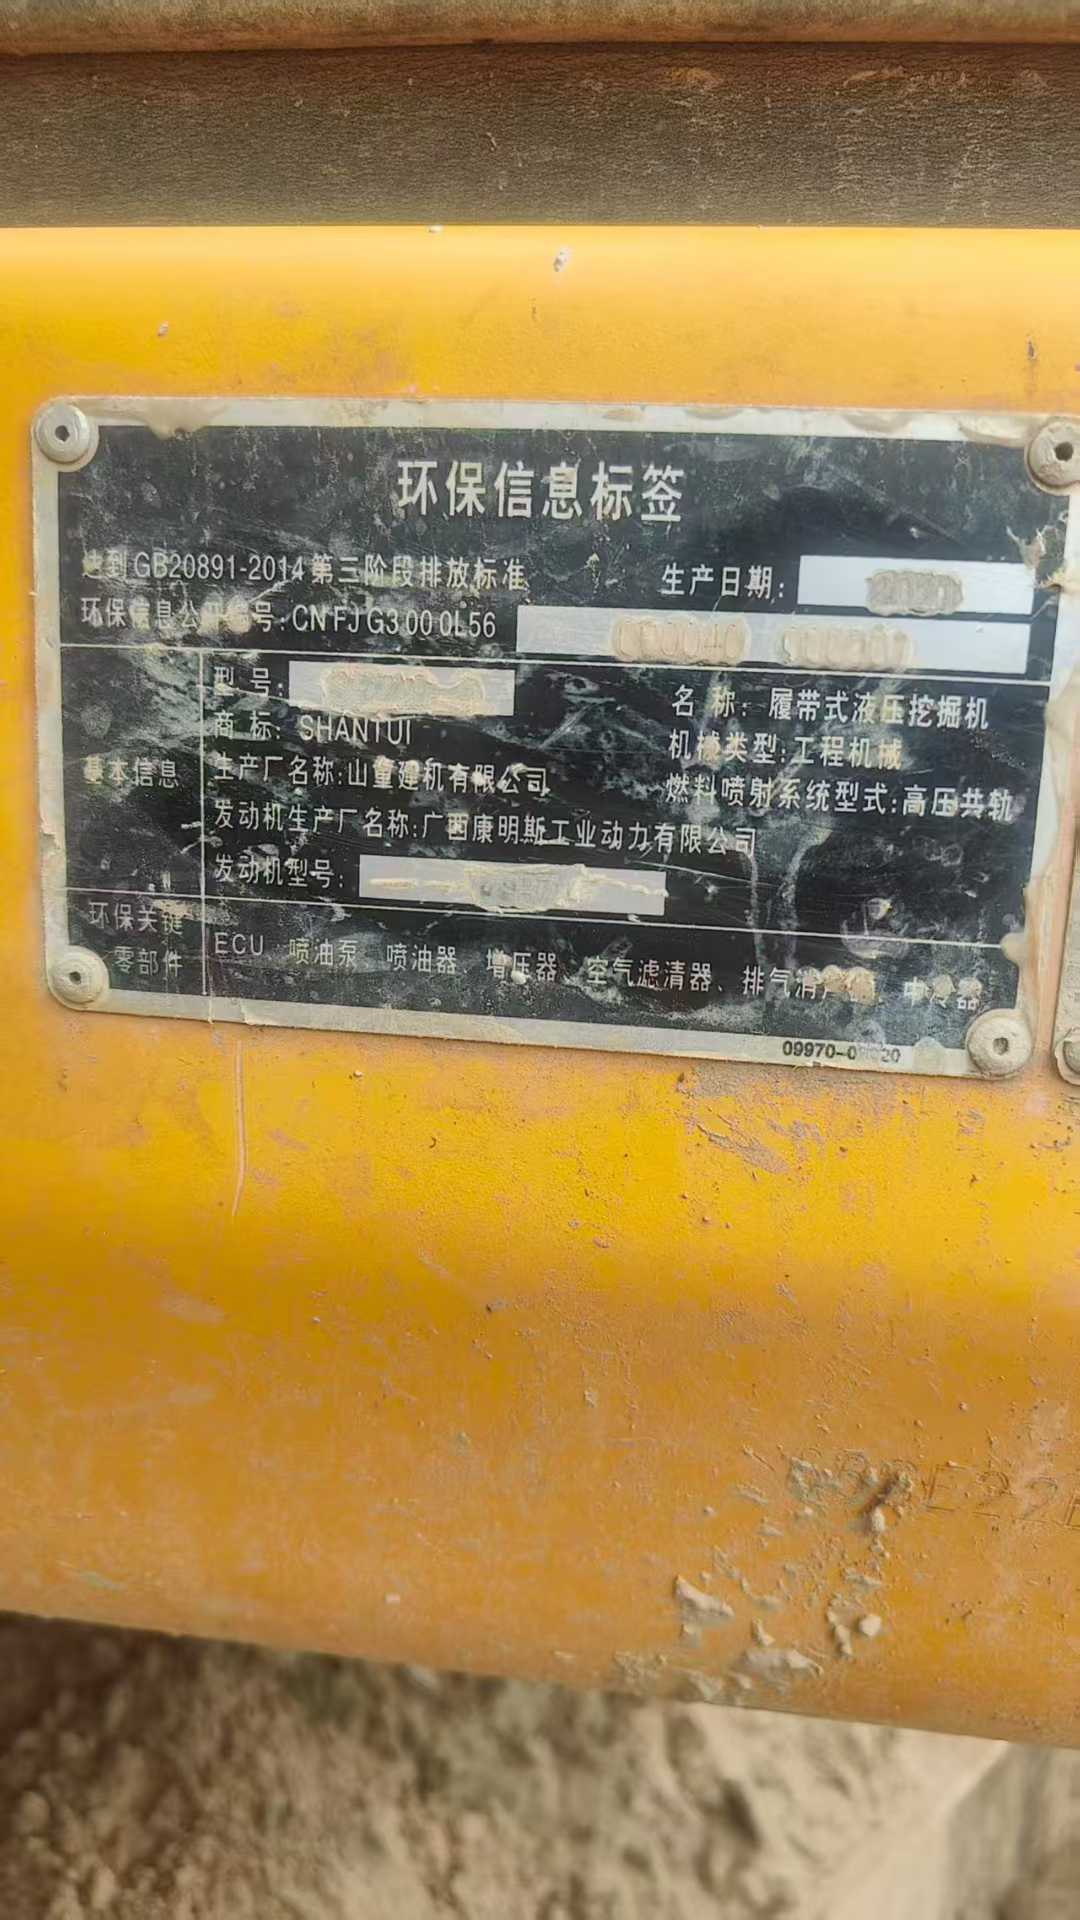 环保信息标签
达到GB20891-2014第三阶段排放标准
生产日期:
环保信息公开编号:CN FJ G3 00 0L56
型 号:
名 称: 履带式液压挖掘机
商 标: SHANTUI
机械类型:工程机械
基本信息
生产厂名称:山重建机有限公司
燃料喷射系统型式:高压共轨
发动机生产厂名称:广西康明斯工业动力有限公司
发动机型号:
环保关键
零部件
ECU 喷油泵 喷油器、增压器、空气滤清器、排气消声器、中冷器